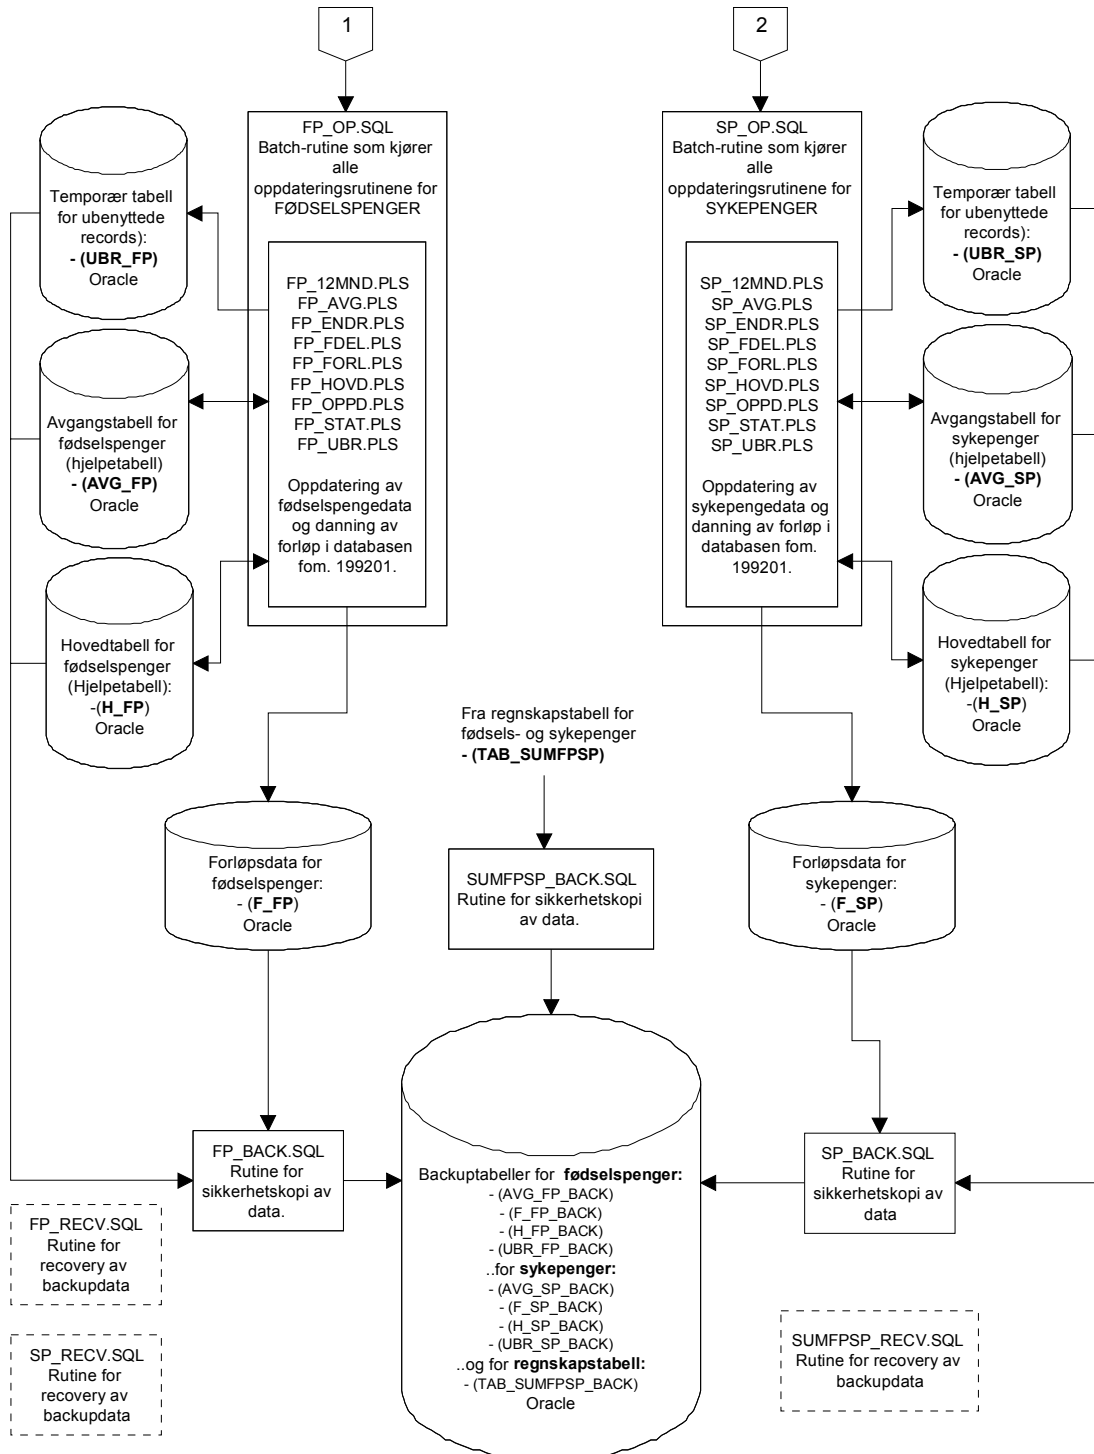 1
2
FP_OP.SQL
Batch-rutine som kjører
alle
oppdateringsrutinene for
FØDSELSPENGER
SP_OP.SQL
Batch-rutine som kjører
alle
oppdateringsrutinene for
SYKEPENGER
Temporær tabell
for ubenyttede
records):
- (UBR_FP)
Oracle
FP_12MND.PLS
FP_AVG.PLS
FP_ENDR.PLS
FP_FDEL.PLS
FP_FORL.PLS
FP_HOVD.PLS
FP_OPPD.PLS
FP_STAT.PLS
FP_UBR.PLS
Oppdatering av
fødselspengedata
og danning av
forløp i databasen
fom. 199201.
SP_12MND.PLS
SP_AVG.PLS
SP_ENDR.PLS
SP_FDEL.PLS
SP_FORL.PLS
SP_HOVD.PLS
SP_OPPD.PLS
SP_STAT.PLS
SP_UBR.PLS
Oppdatering av
sykepengedata og
danning av forløp i
databasen fom.
199201.
Temporær tabell
for ubenyttede
records):
- (UBR_SP)
Oracle
Avgangstabell for
fødselspenger
(hjelpetabell)
- (AVG_FP)
Oracle
Avgangstabell for
sykepenger
(hjelpetabell)
- (AVG_SP)
Oracle
Hovedtabell for
fødselspenger
(Hjelpetabell):
-(H_FP)
Oracle
Hovedtabell for
sykepenger
(Hjelpetabell):
-(H_SP)
Oracle
Fra regnskapstabell for
fødsels- og sykepenger
- (TAB_SUMFPSP)
Forløpsdata for
fødselspenger:
- (F_FP)
Oracle
SUMFPSP_BACK.SQL
Rutine for sikkerhetskopi
av data.
Forløpsdata for
sykepenger:
- (F_SP)
Oracle
FP_BACK.SQL
Rutine for
sikkerhetskopi av
data.
Backuptabeller for fødselspenger:
- (AVG_FP_BACK)
- (F_FP_BACK)
- (H_FP_BACK)
- (UBR_FP_BACK)
..for sykepenger:
- (AVG_SP_BACK)
- (F_SP_BACK)
- (H_SP_BACK)
- (UBR_SP_BACK)
..og for regnskapstabell:
- (TAB_SUMFPSP_BACK)
Oracle
SP_BACK.SQL
Rutine for
sikkerhetskopi av
data
FP_RECV.SQL
Rutine for
recovery av
backupdata
SP_RECV.SQL
Rutine for
recovery av
backupdata
SUMFPSP_RECV.SQL
Rutine for recovery av
backupdata